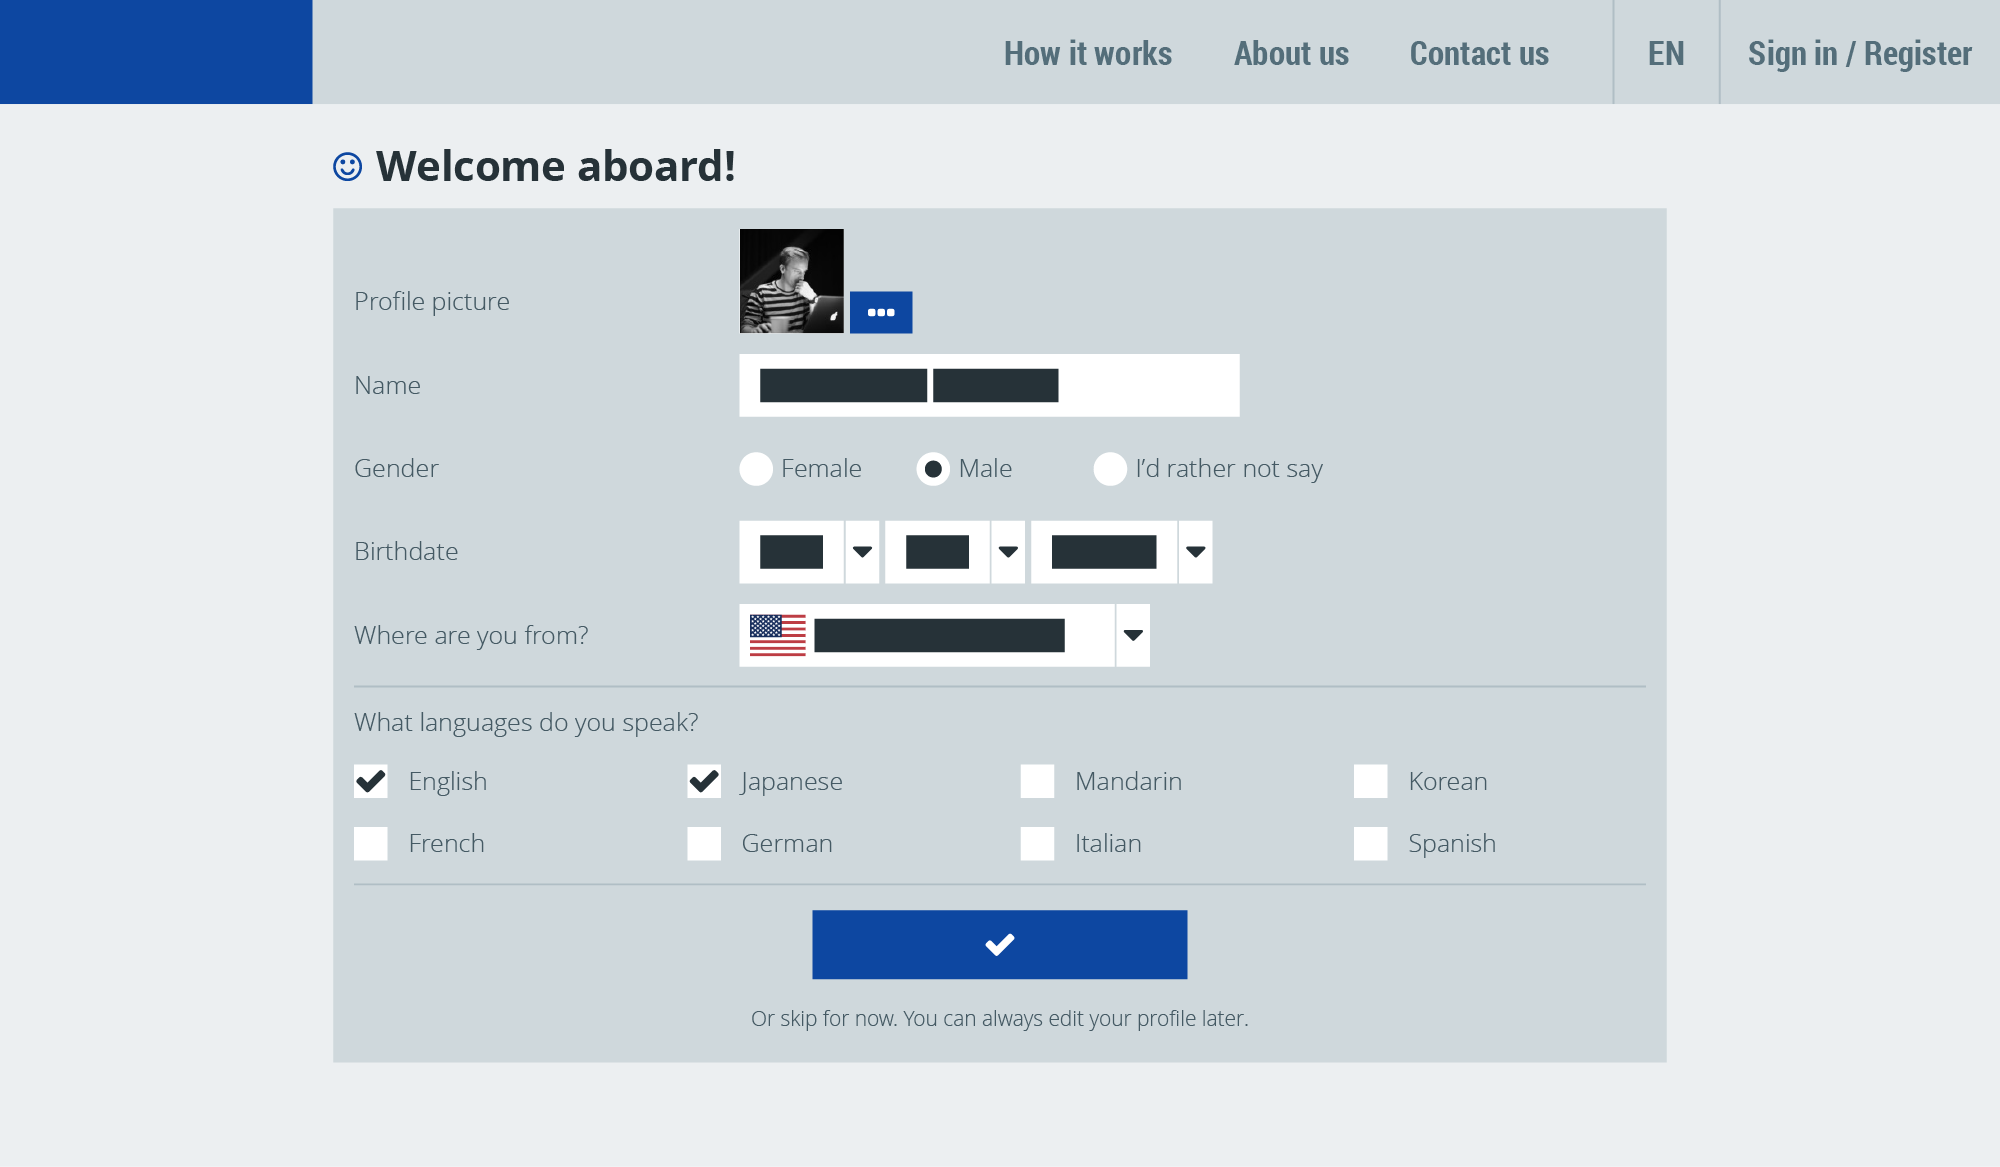 How it works About us Contact us EN Sign in / Register
Welcome aboard!
Profile picture
Name
Gender Female Male I’d rather not say
Birthdate
Where are you from?
What languages do you speak?
English Japanese Mandarin Korean
French German Italian Spanish
Or skip for now. You can always edit your profile later.